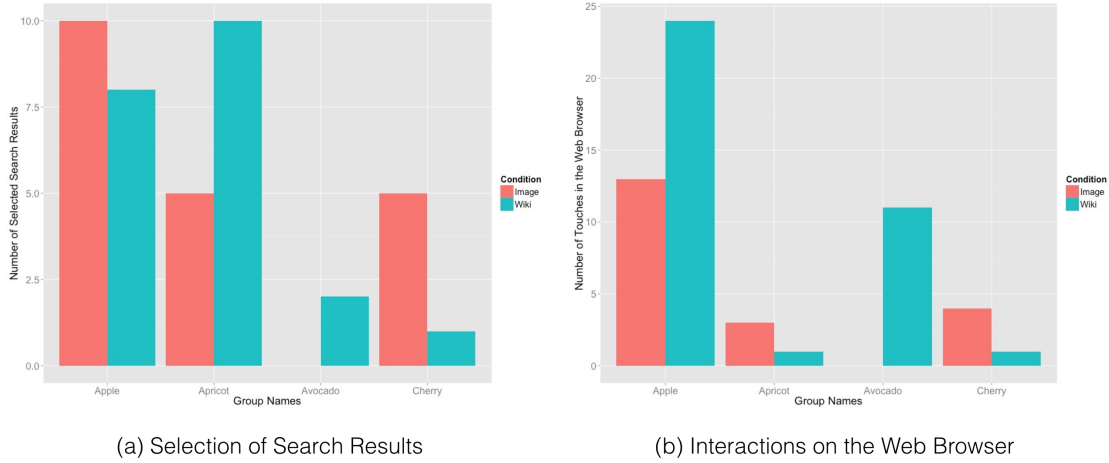 Number of Selected Search Results
10.0
7.5
5.0
2.5
0.0
Apple Apricot Avocado Cherry
Group Names
Condition
Image
Wiki
(a) Selection of Search Results
Number of Touches in the Web Browser
25
20
15
10
5
0
Apple Apricot Avocado Cherry
Group Names
Condition
Image
Wiki
(b) Interactions on the Web Browser